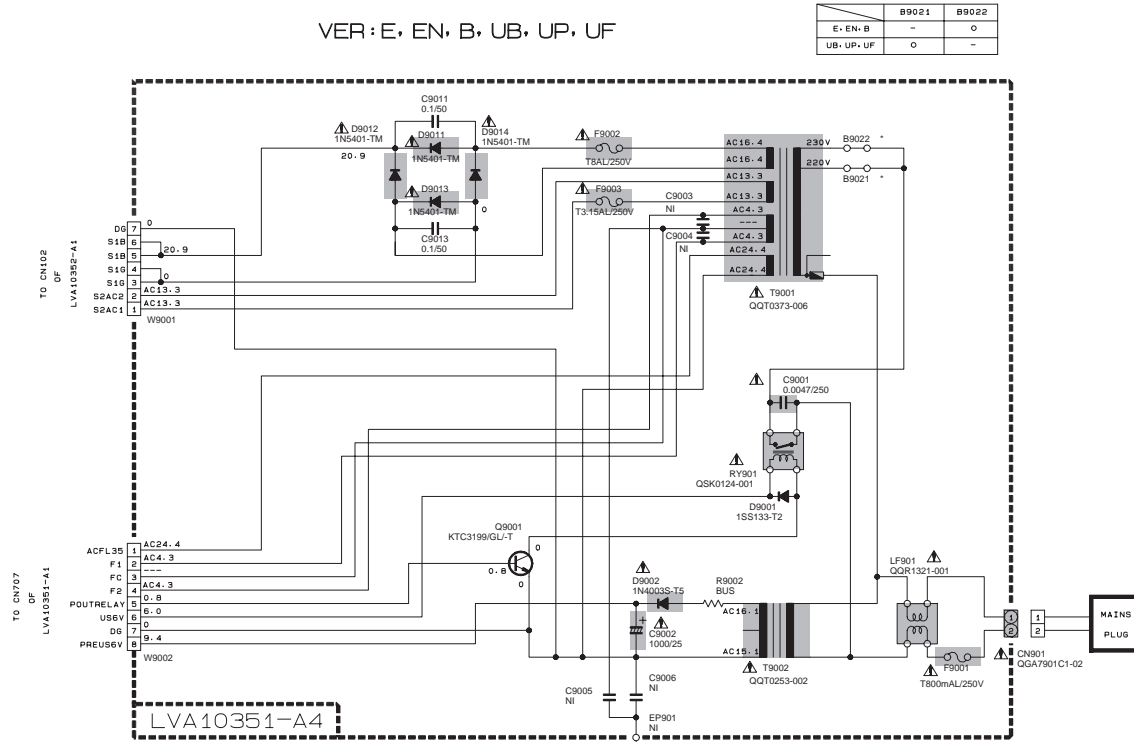 VER : E, EN, B, UB, UP, UF
B9021 B9022
E, EN, B - O
UB, UP, UF O -
C9011
0.1/50
D9012
1N5401-TM
D9011
1N5401-TM
D9014
1N5401-TM
20.9
D9013
1N5401-TM
0
C9013
0.1/50
F9002
T8AL/250V
F9003
T3.15AL/250V
C9003
NI
C9004
NI
AC16.4
AC16.4
AC13.3
AC13.3
AC4.3
---
AC4.3
AC24.4
AC24.4
230V
220V
B9022 *
B9021 *
T9001
QQT0373-006
TO CN102
OF
LVA10352-A1
DG 7 0
S1B 6
S1B 5 20.9
S1G 4
S1G 3 0
S2AC2 2 AC13.3
S2AC1 1 AC13.3
W9001
C9001
0.0047/250
RY901
QSK0124-001
D9001
1SS133-T2
Q9001
KTC3199/GL/-T
0
0.8
0
TO CN707
OF
LVA10351-A1
ACFL35 1 AC24.4
F1 2 AC4.3
FC 3 ---
F2 4 AC4.3
POUTRELAY 5 0.8
US6V 6 6.0
DG 7 0
PREUS6V 8 9.4
W9002
D9002
1N4003S-T5
R9002
BUS
+
C9002
1000/25
AC16.1
AC15.1
T9002
QQT0253-002
LF901
QQR1321-001
F9001
T800mAL/250V
1
2
CN901
QGA7901C1-02
1
2
MAINS
PLUG
C9005
NI
C9006
NI
EP901
NI
LVA10351-A4